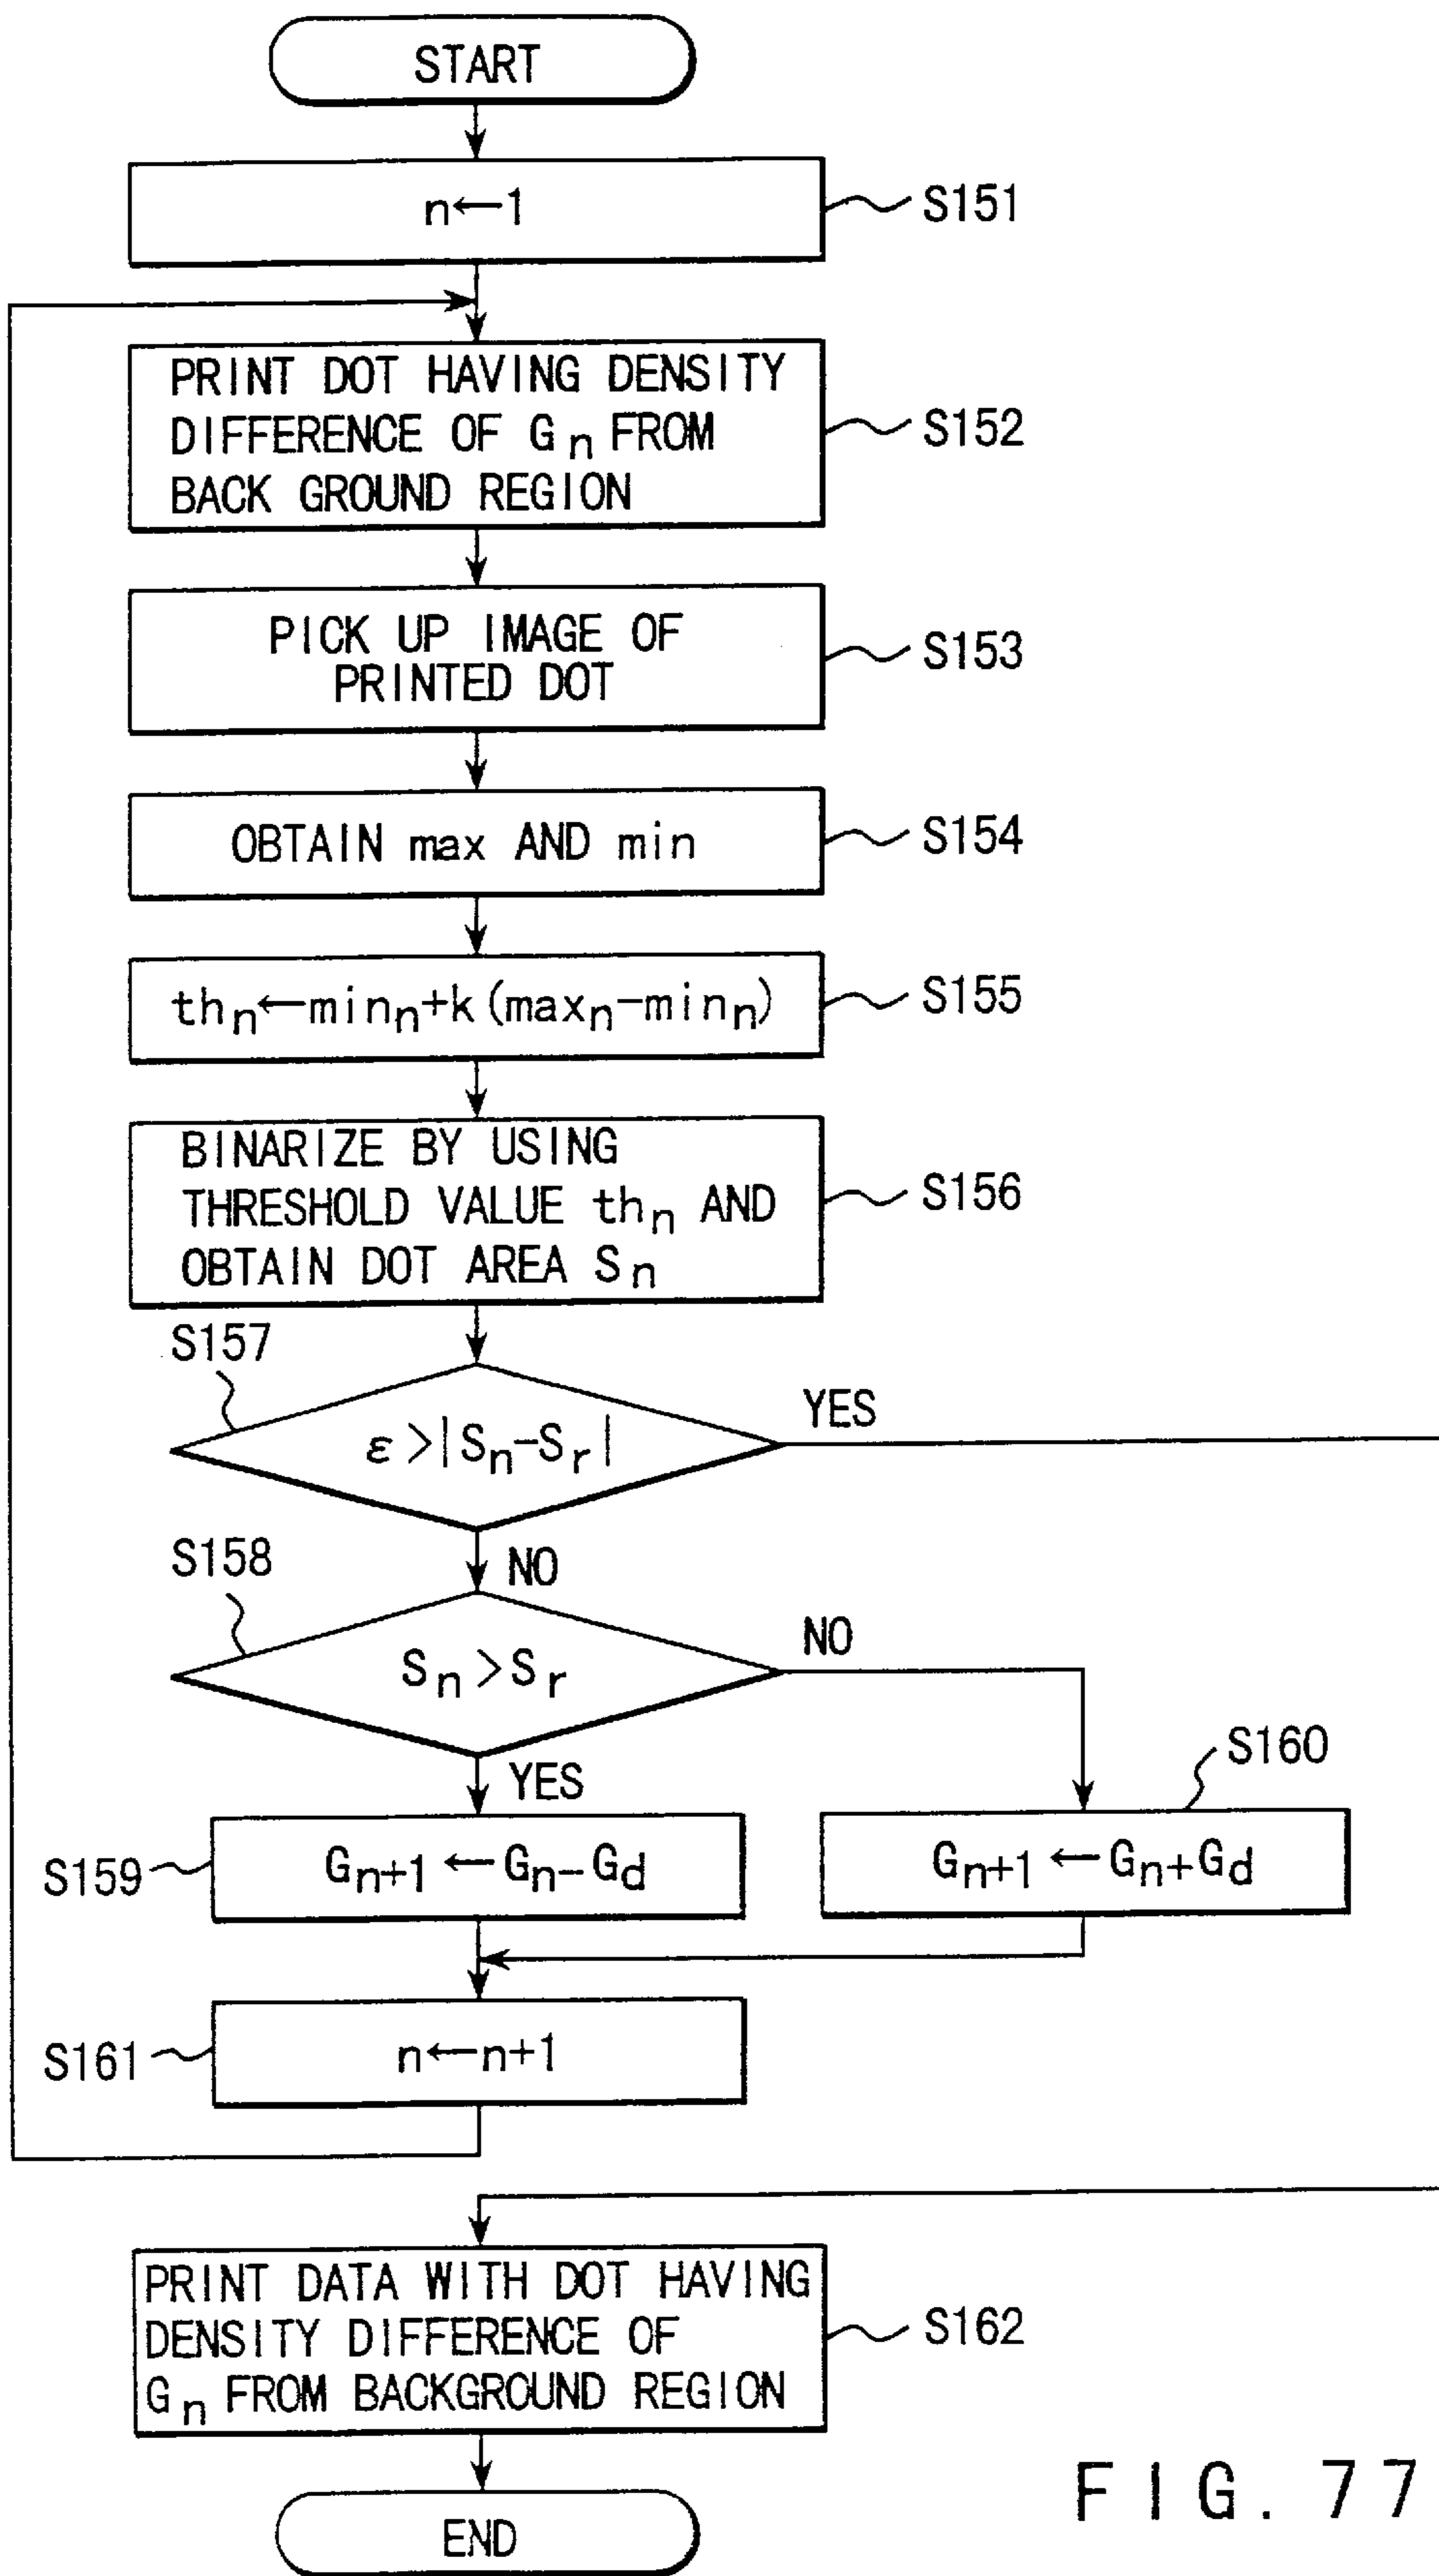 START
n←1
S151
PRINT DOT HAVING DENSITY
DIFFERENCE OF Gn FROM
BACK GROUND REGION
S152
PICK UP IMAGE OF
PRINTED DOT
S153
OBTAIN max AND min
S154
thn←minn+k(maxn-minn)
S155
BINARIZE BY USING
THRESHOLD VALUE thn AND
OBTAIN DOT AREA Sn
S156
S157
ε>|Sn-Sr|
YES
NO
S158
Sn>Sr
NO
YES
S159
Gn+1←Gn-Gd
S160
Gn+1←Gn+Gd
S161
n←n+1
PRINT DATA WITH DOT HAVING
DENSITY DIFFERENCE OF
Gn FROM BACKGROUND REGION
S162
END
FIG. 77